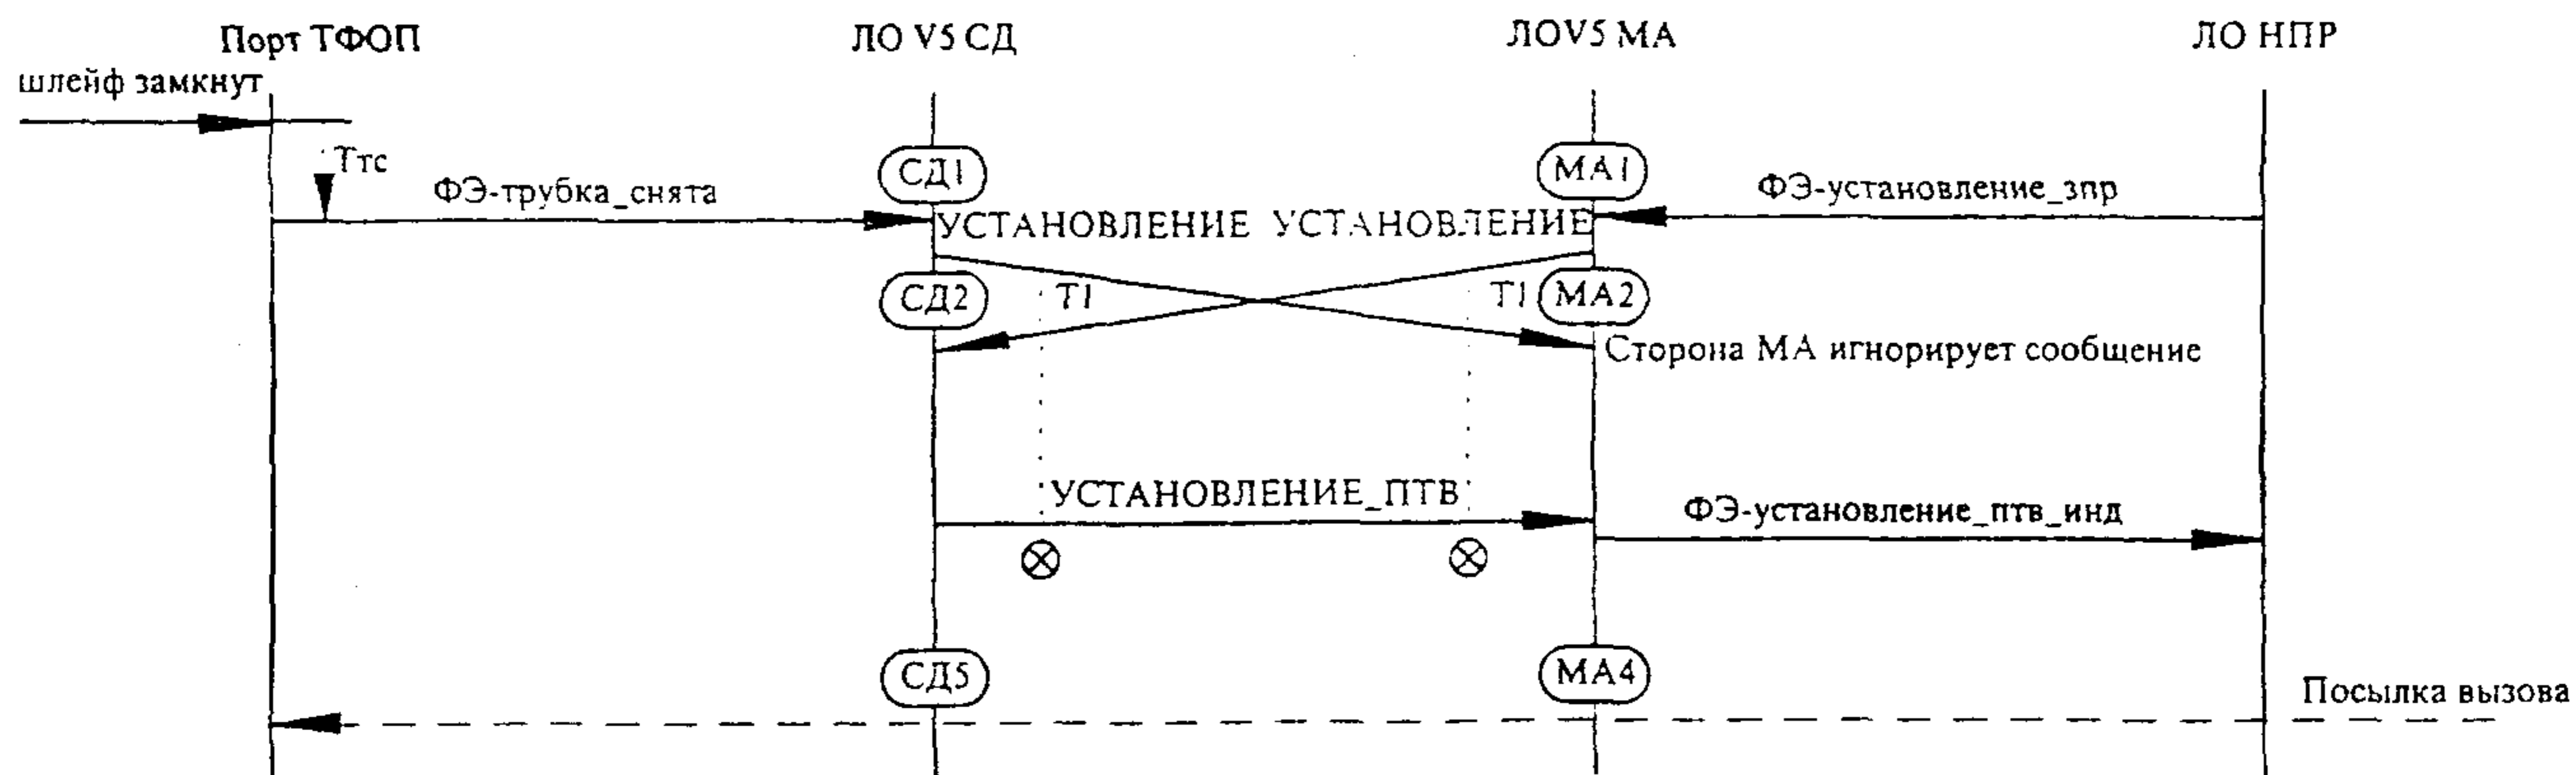 Порт ТФОП
ЛО V5 СД
ЛОV5 МА
ЛО НПР
шлейф замкнут
Ттс
ФЭ-трубка_снята
СД1
МА1
ФЭ-установление_зпр
УСТАНОВЛЕНИЕ УСТАНОВЛЕНИЕ
СД2
Т1
Т1
МА2
Сторона МА игнорирует сообщение
УСТАНОВЛЕНИЕ_ПТВ
ФЭ-установление_птв_инд
СД5
МА4
Посылка вызова